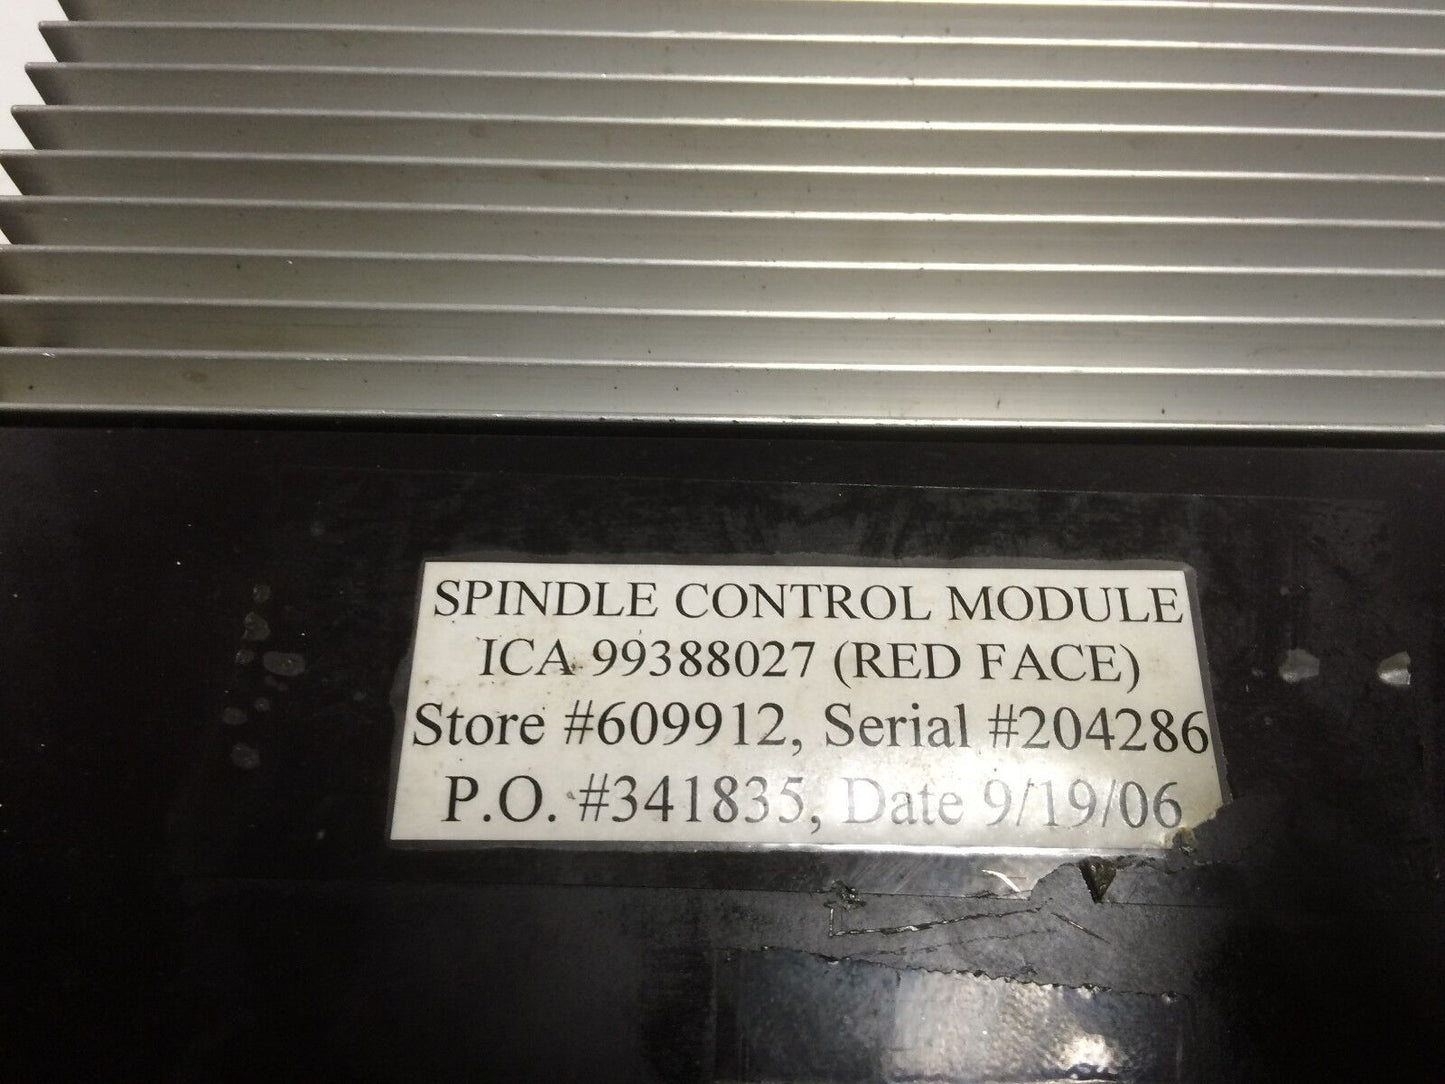 SPINDLE CONTROL MODULE
ICA 99388027 (RED FACE)
Store #609912, Serial #204286
P.O. #341835, Date 9/19/06